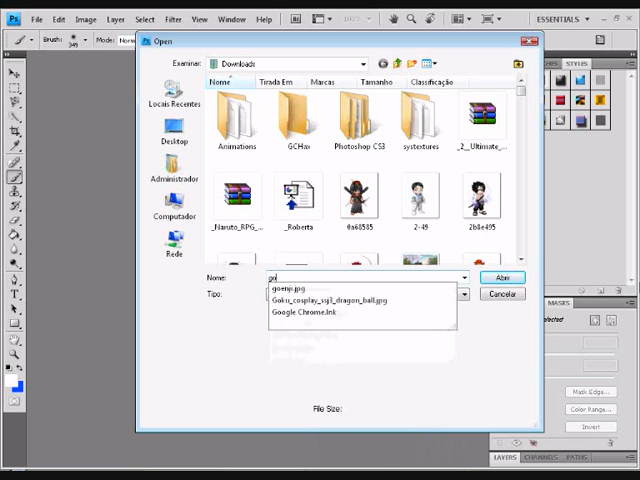 File Edit Image Layer Select Filter View Window Help
ESSENTIALS
Brush: 349 Mode:
Open
Examinar: Downloads
Nome Tirada Em Marcas Tamanho Classificação
STYLES
Locais Recentes
Desktop
Administrador
Computador
Rede
Animations GCHax Photoshop CS3 systextures _2__Ultimate_...
_Naruto_RPG_... _Roberta 0a68585 2-49 2b8e495
Nome: go Abrir
Tipo: Cancelar
goenji.jpg
Goku_cosplay_ssj3_dragon_ball.jpg
Google Chrome.lnk
File Size:
MASKS
Mask Edge...
Color Range...
Invert
LAYERS CHANNELS PATHS